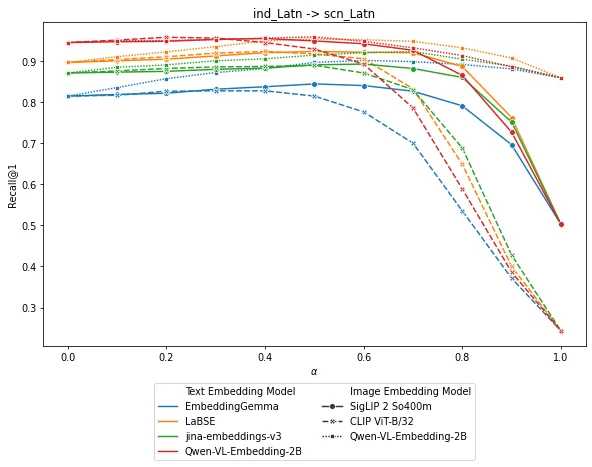 ind_Latn -> scn_Latn
Recall@1
0.9
0.8
0.7
0.6
0.5
0.4
0.3
0.0
0.2
0.4
0.6
0.8
1.0
α
Text Embedding Model
EmbeddingGemma
LaBSE
jina-embeddings-v3
Qwen-VL-Embedding-2B
Image Embedding Model
SigLIP 2 So400m
CLIP ViT-B/32
Qwen-VL-Embedding-2B